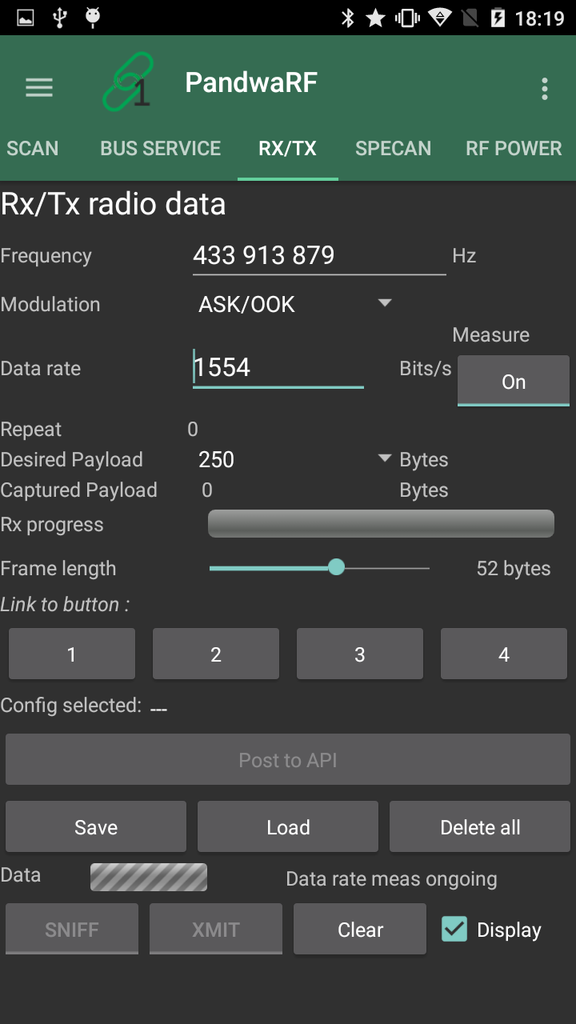 18:19
1
PandwaRF
SCAN BUS SERVICE RX/TX SPECAN RF POWER
Rx/Tx radio data
Frequency 433 913 879 Hz
Modulation ASK/OOK
Measure
Data rate 1554 Bits/s On
Repeat 0
Desired Payload 250 Bytes
Captured Payload 0 Bytes
Rx progress
Frame length 52 bytes
Link to button :
1 2 3 4
Config selected: ---
Post to API
Save Load Delete all
Data Data rate meas ongoing
SNIFF XMIT Clear Display